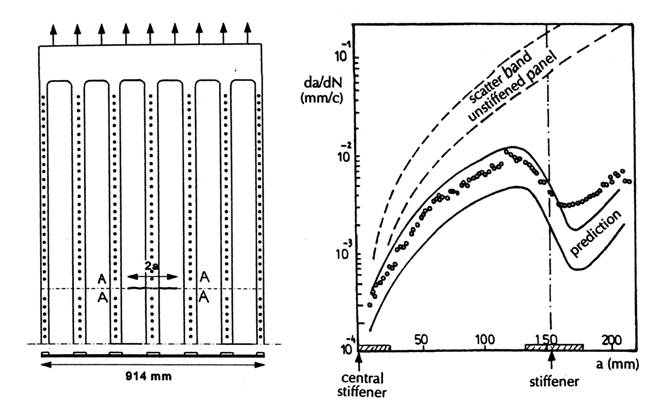 A
2a
A
A
A
914 mm
da/dN
(mm/c)
10⁻¹
10⁻²
10⁻³
10⁻⁴
scatter band
unstiffened panel
prediction
50
100
150
200
a (mm)
central
stiffener
stiffener